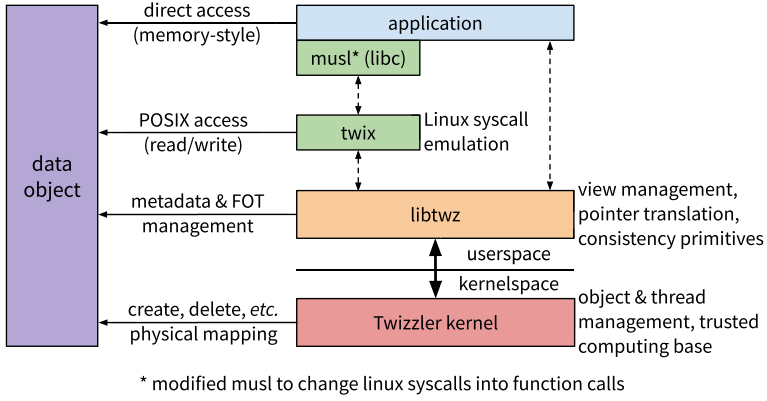 direct access
(memory-style)
application
musl* (libc)
POSIX access
(read/write)
twix
Linux syscall
emulation
data
object
metadata & FOT
management
libtwz
view management,
pointer translation,
consistency primitives
userspace
kernelspace
create, delete, etc.
physical mapping
Twizzler kernel
object & thread
management, trusted
computing base
* modified musl to change linux syscalls into function calls